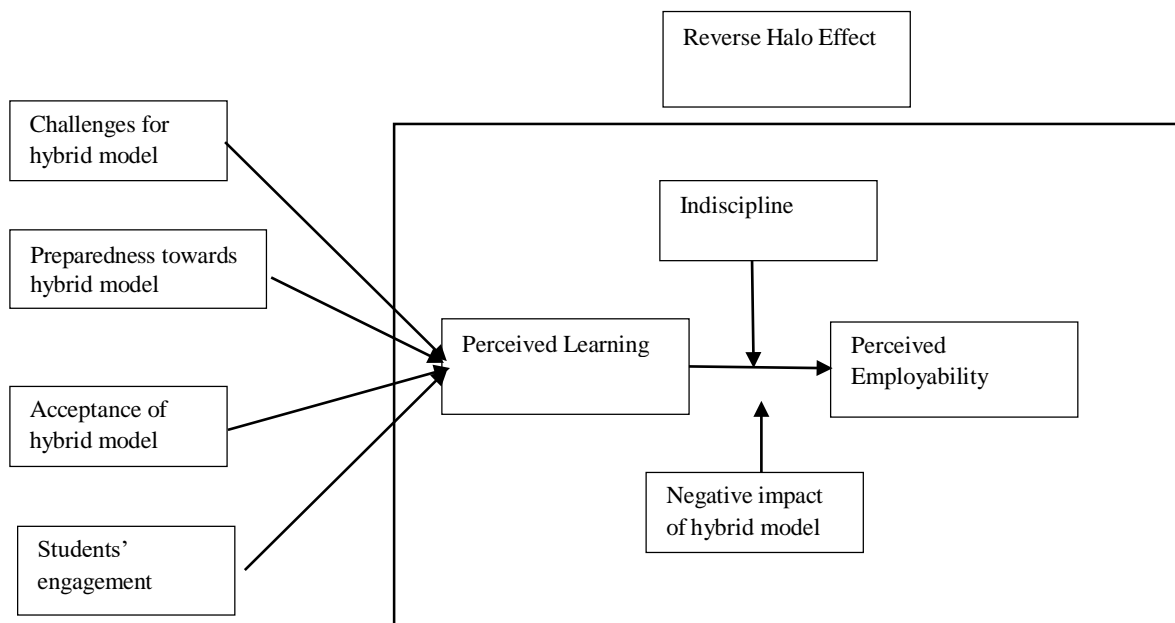 Reverse Halo Effect
Challenges for
hybrid model
Indiscipline
Preparedness towards
hybrid model
Perceived Learning
Perceived
Employability
Acceptance of
hybrid model
Negative impact
of hybrid model
Students’
engagement